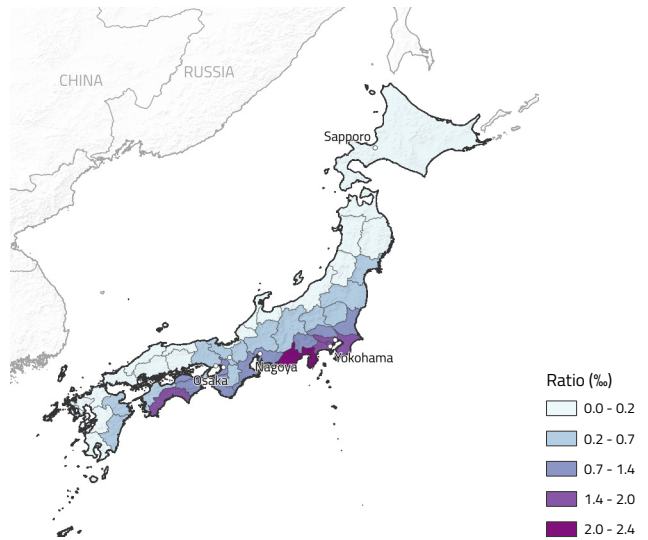 RUSSIA
CHINA
Sapporo
Yokohama
Nagoya
Osaka
Ratio (‰)
0.0 - 0.2
0.2 - 0.7
0.7 - 1.4
1.4 - 2.0
2.0 - 2.4